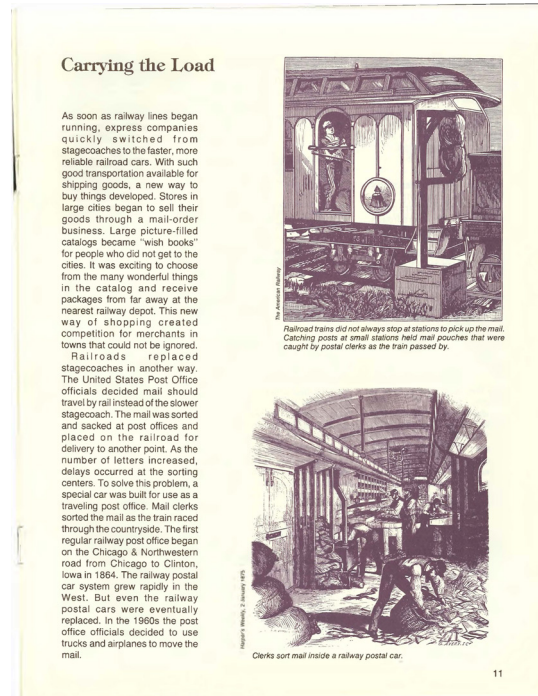 Carrying the Load
As soon as railway lines began
running, express companies
quickly switched from
stagecoaches to the faster, more
reliable railroad cars. With such
good transportation available for
shipping goods, a new way to
buy things developed. Stores in
large cities began to sell their
goods through a mail-order
business. Large picture-filled
catalogs became "wish books"
for people who did not get to the
cities. It was exciting to choose
from the many wonderful things
in the catalog and receive
packages from far away at the
nearest railway depot. This new
way of shopping created
competition for merchants in
towns that could not be ignored.
Railroads replaced
stagecoaches in another way.
The United States Post Office
officials decided mail should
travel by rail instead of the slower
stagecoach. The mail was sorted
and sacked at post offices and
placed on the railroad for
delivery to another point. As the
number of letters increased,
delays occurred at the sorting
centers. To solve this problem, a
special car was built for use as a
traveling post office. Mail clerks
sorted the mail as the train raced
through the countryside. The first
regular railway post office began
on the Chicago & Northwestern
road from Chicago to Clinton,
Iowa in 1864. The railway postal
car system grew rapidly in the
West. But even the railway
postal cars were eventually
replaced. In the 1960s the post
office officials decided to use
trucks and airplanes to move the
mail.
The American Railway
Railroad trains did not always stop at stations to pick up the mail.
Catching posts at small stations held mail pouches that were
caught by postal clerks as the train passed by.
Harper's Weekly, 2 January 1875
Clerks sort mail inside a railway postal car.
11